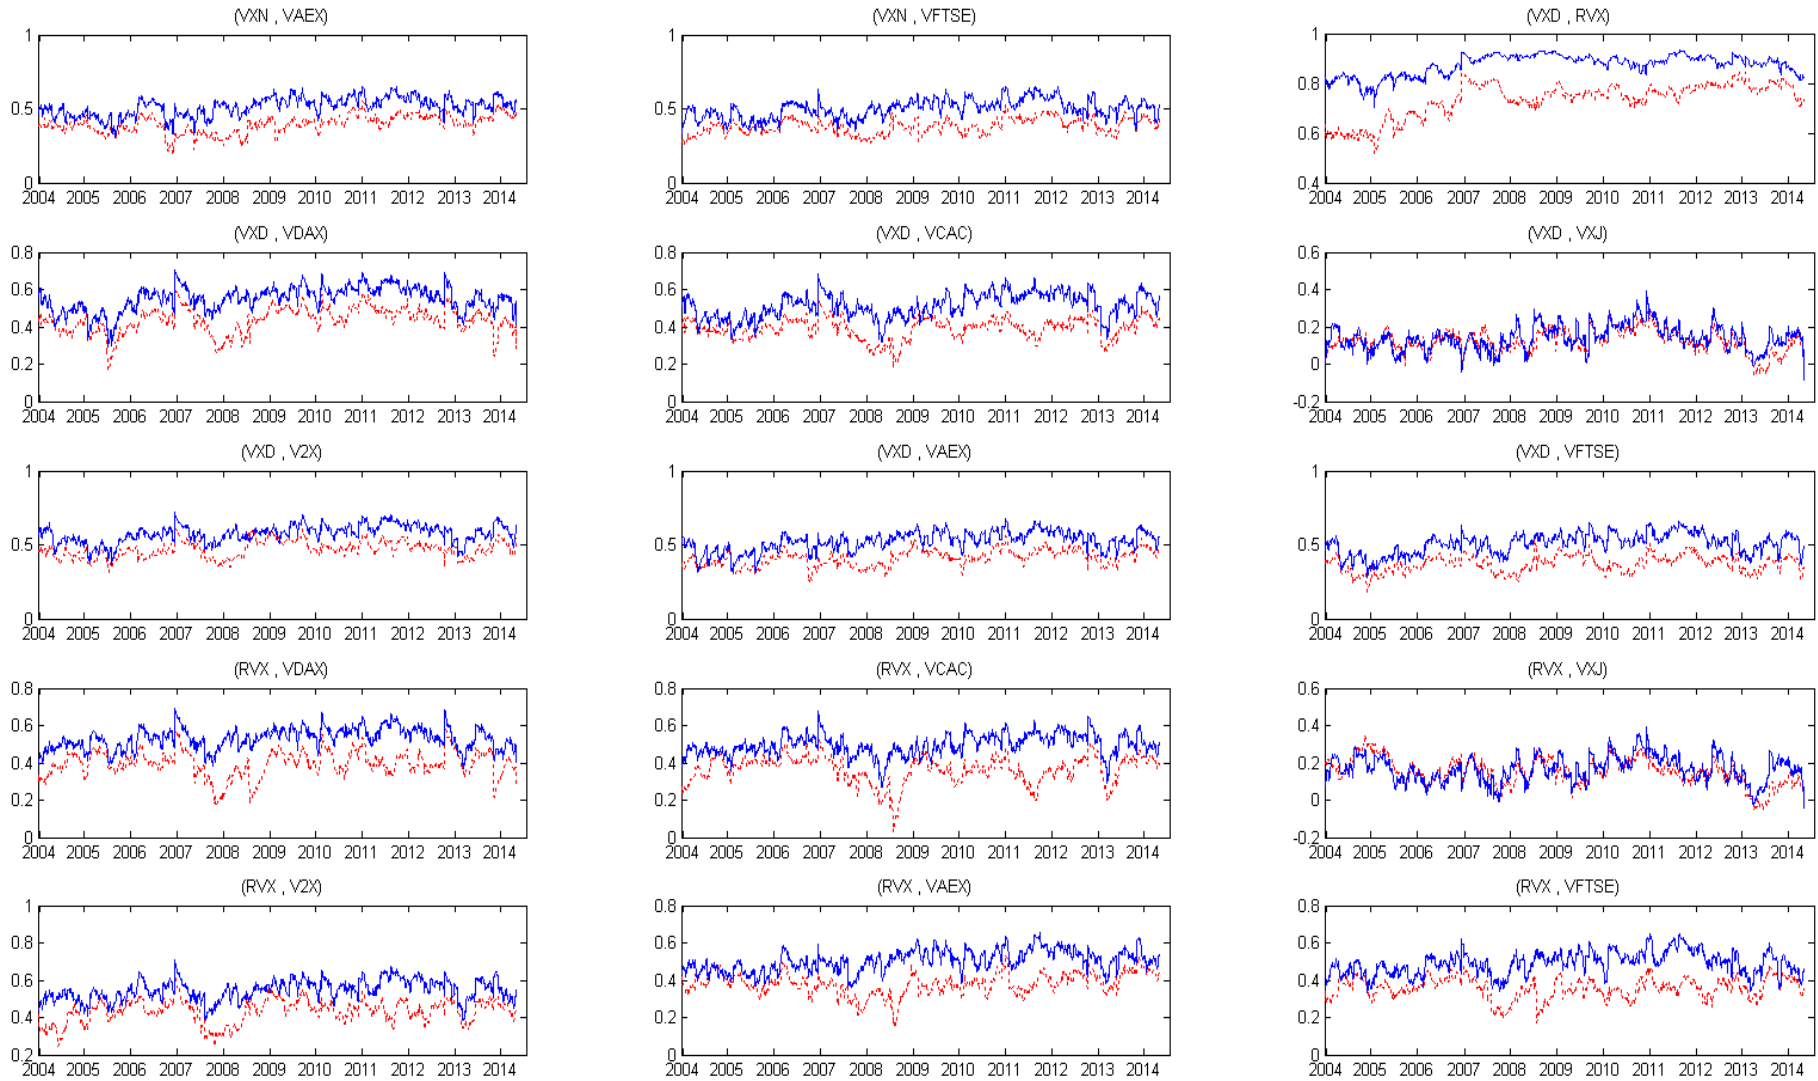 (VXN , VAEX) (VXN , VFTSE) (VXD , RVX)
1 1 1
0.8
0.5 0.5
0.6
0 0 0.4
2004 2005 2006 2007 2008 2009 2010 2011 2012 2013 2014 2004 2005 2006 2007 2008 2009 2010 2011 2012 2013 2014 2004 2005 2006 2007 2008 2009 2010 2011 2012 2013 2014
(VXD , VDAX) (VXD , VCAC) (VXD , VXJ)
0.8 0.8 0.6
0.6 0.6 0.4
0.4 0.4 0.2
0.2 0.2 0
0 0 -0.2
2004 2005 2006 2007 2008 2009 2010 2011 2012 2013 2014 2004 2005 2006 2007 2008 2009 2010 2011 2012 2013 2014 2004 2005 2006 2007 2008 2009 2010 2011 2012 2013 2014
(VXD , V2X) (VXD , VAEX) (VXD , VFTSE)
1 1 1
0.5 0.5 0.5
0 0 0
2004 2005 2006 2007 2008 2009 2010 2011 2012 2013 2014 2004 2005 2006 2007 2008 2009 2010 2011 2012 2013 2014 2004 2005 2006 2007 2008 2009 2010 2011 2012 2013 2014
(RVX , VDAX) (RVX , VCAC) (RVX , VXJ)
0.8 0.8 0.6
0.6 0.6 0.4
0.4 0.4 0.2
0.2 0.2 0
0 0 -0.2
2004 2005 2006 2007 2008 2009 2010 2011 2012 2013 2014 2004 2005 2006 2007 2008 2009 2010 2011 2012 2013 2014 2004 2005 2006 2007 2008 2009 2010 2011 2012 2013 2014
(RVX , V2X) (RVX , VAEX) (RVX , VFTSE)
1 0.8 0.8
0.8 0.6 0.6
0.6 0.4 0.4
0.4 0.2 0.2
0.2 0 0
2004 2005 2006 2007 2008 2009 2010 2011 2012 2013 2014 2004 2005 2006 2007 2008 2009 2010 2011 2012 2013 2014 2004 2005 2006 2007 2008 2009 2010 2011 2012 2013 2014